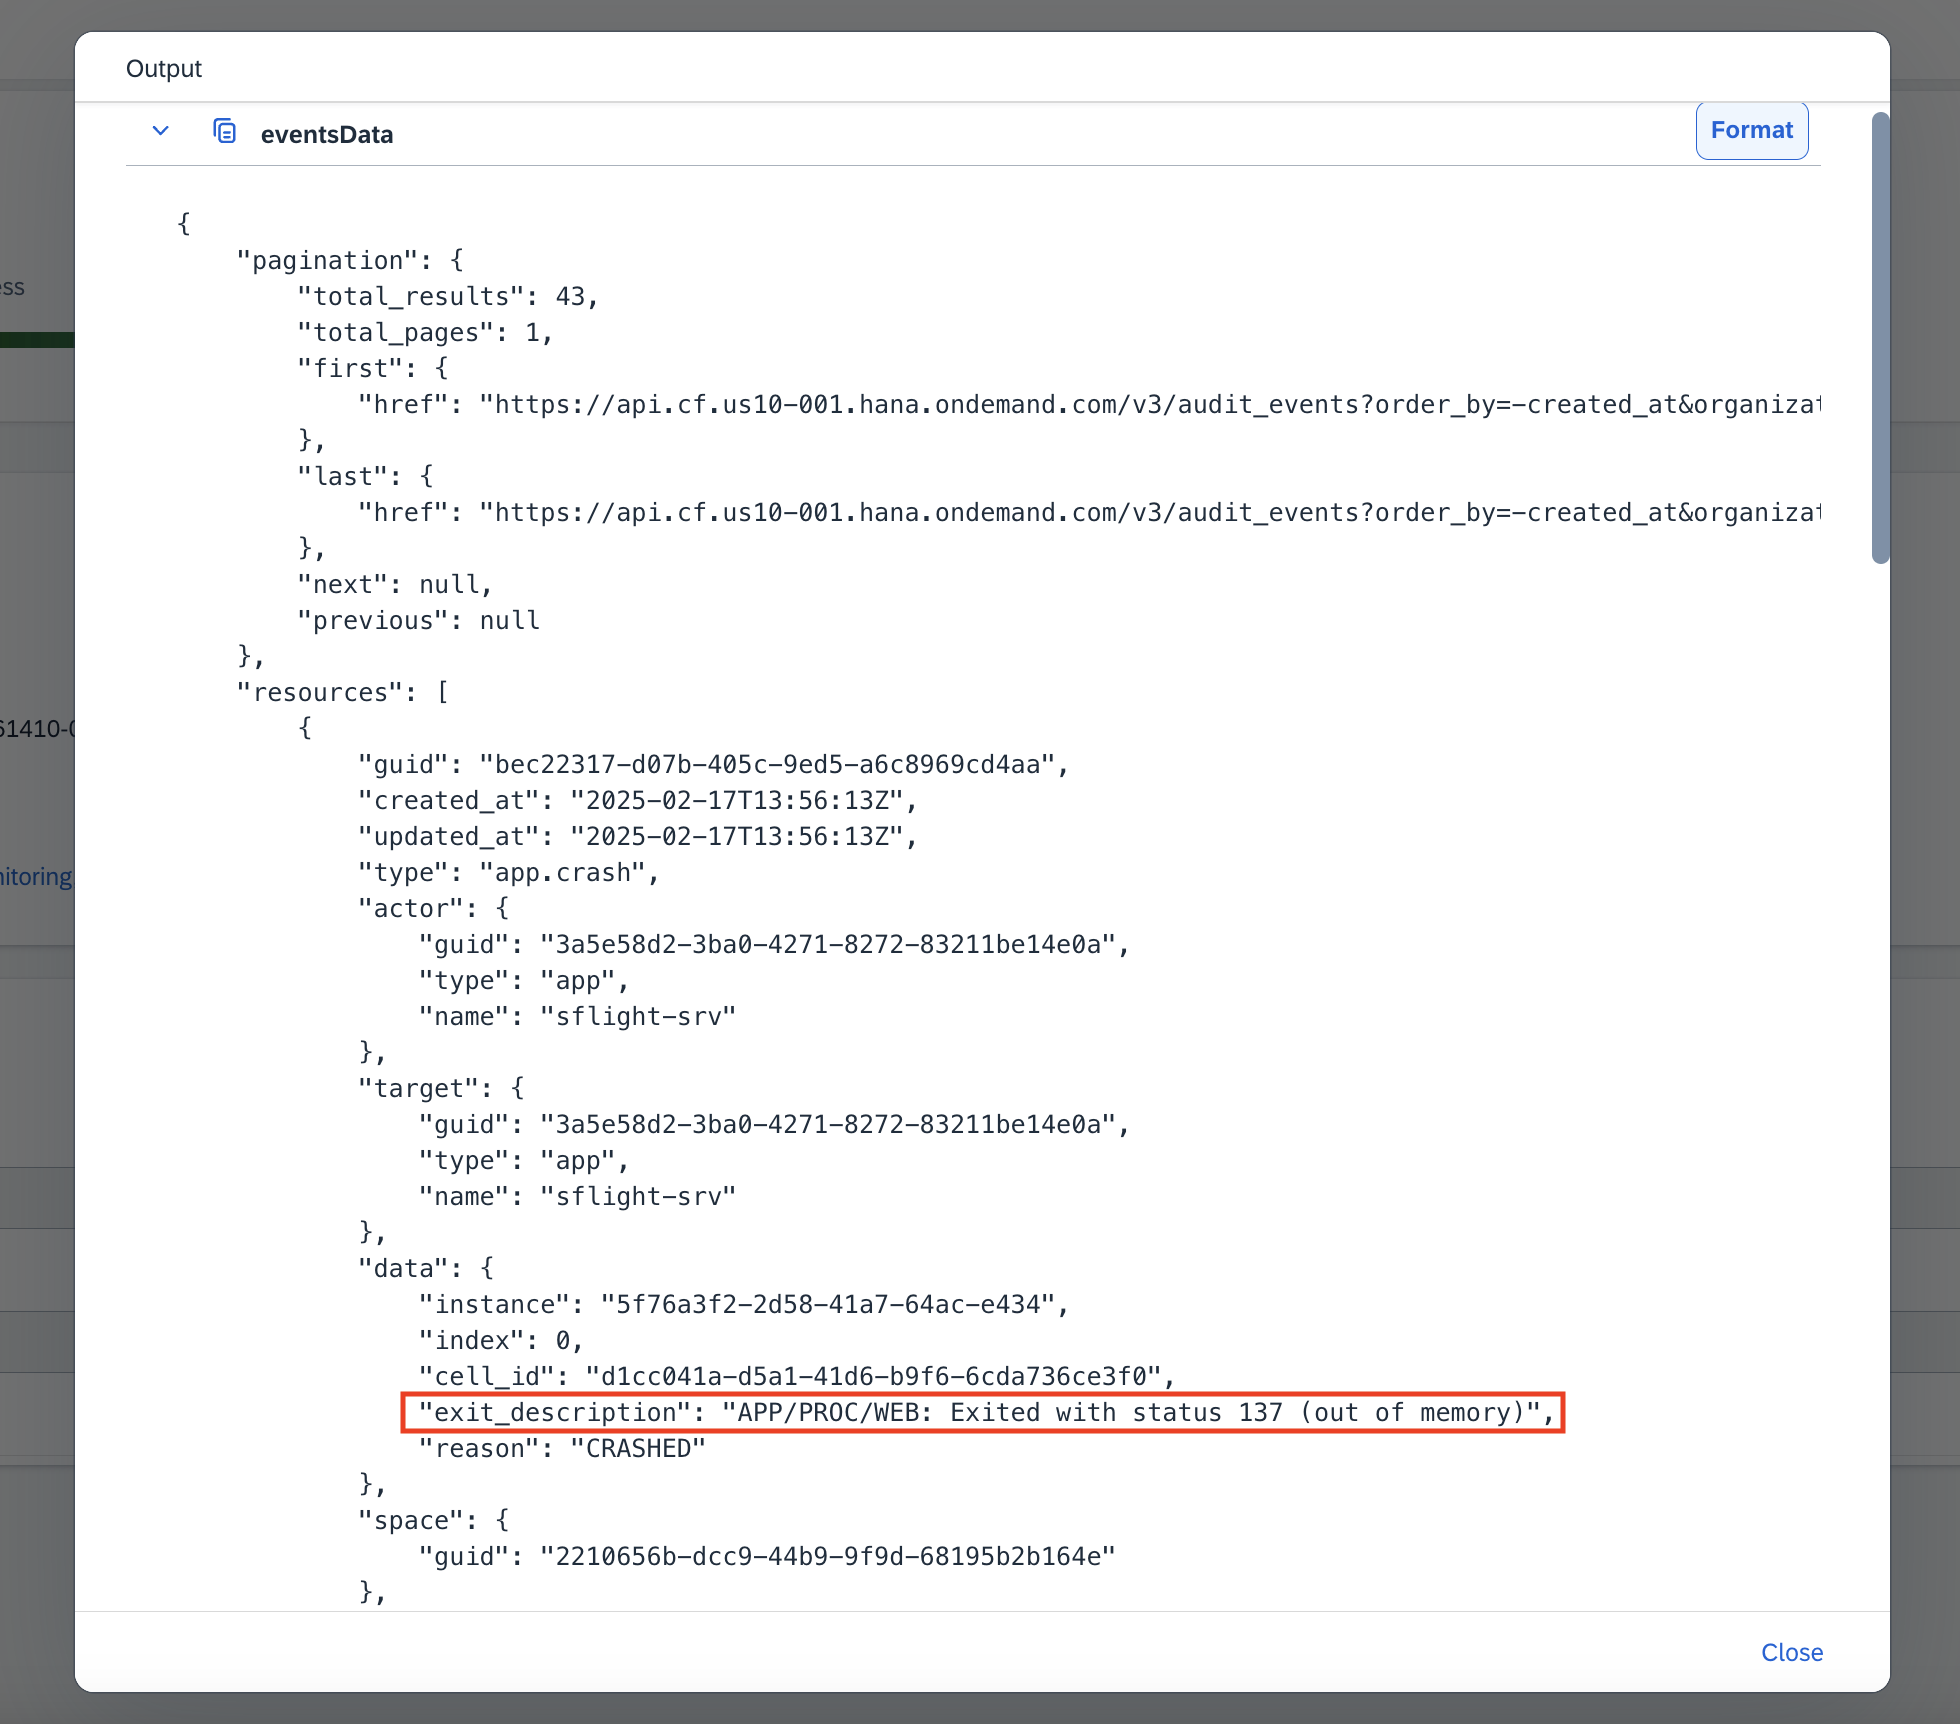 Output
eventsData
Format
{
"pagination": {
"total_results": 43,
"total_pages": 1,
"first": {
"href": "https://api.cf.us10-001.hana.ondemand.com/v3/audit_events?order_by=-created_at&organizat
},
"last": {
"href": "https://api.cf.us10-001.hana.ondemand.com/v3/audit_events?order_by=-created_at&organizat
},
"next": null,
"previous": null
},
"resources": [
{
"guid": "bec22317-d07b-405c-9ed5-a6c8969cd4aa",
"created_at": "2025-02-17T13:56:13Z",
"updated_at": "2025-02-17T13:56:13Z",
"type": "app.crash",
"actor": {
"guid": "3a5e58d2-3ba0-4271-8272-83211be14e0a",
"type": "app",
"name": "sflight-srv"
},
"target": {
"guid": "3a5e58d2-3ba0-4271-8272-83211be14e0a",
"type": "app",
"name": "sflight-srv"
},
"data": {
"instance": "5f76a3f2-2d58-41a7-64ac-e434",
"index": 0,
"cell_id": "d1cc041a-d5a1-41d6-b9f6-6cda736ce3f0",
"exit_description": "APP/PROC/WEB: Exited with status 137 (out of memory)",
"reason": "CRASHED"
},
"space": {
"guid": "2210656b-dcc9-44b9-9f9d-68195b2b164e"
},
Close